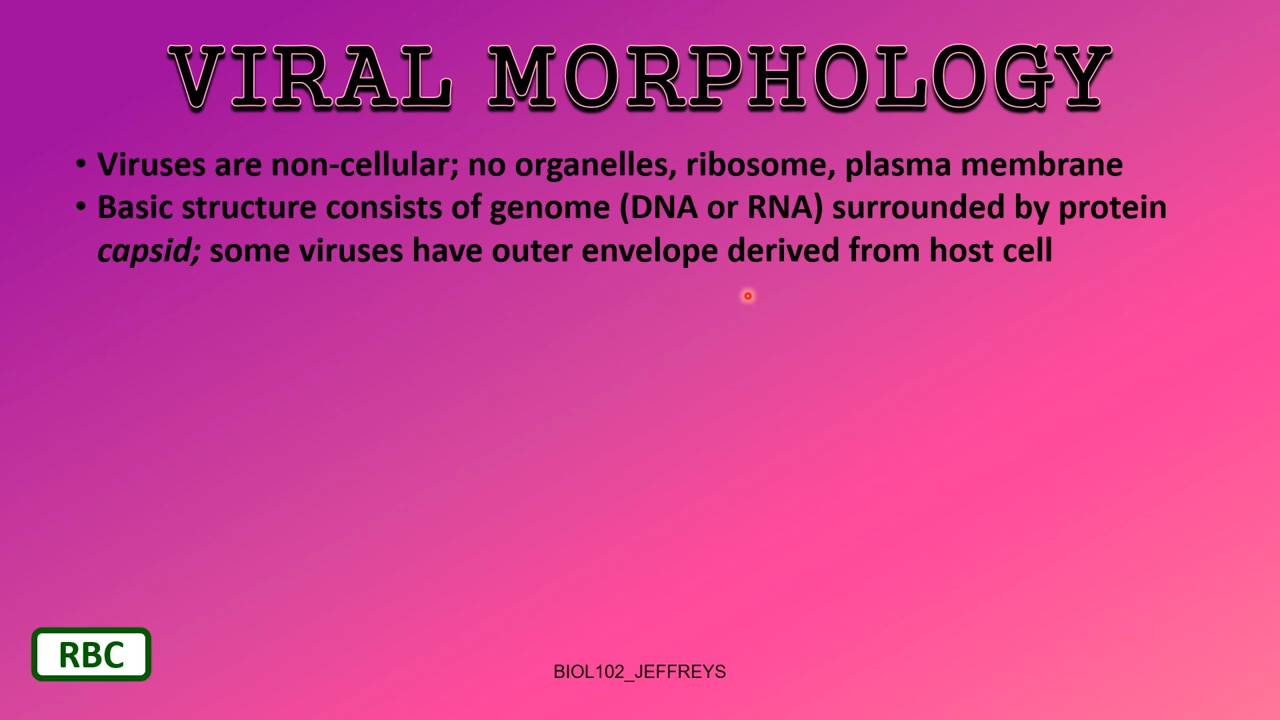 VIRAL MORPHOLOGY
• Viruses are non-cellular; no organelles, ribosome, plasma membrane
• Basic structure consists of genome (DNA or RNA) surrounded by protein
capsid; some viruses have outer envelope derived from host cell
RBC
BIOL102_JEFFREYS